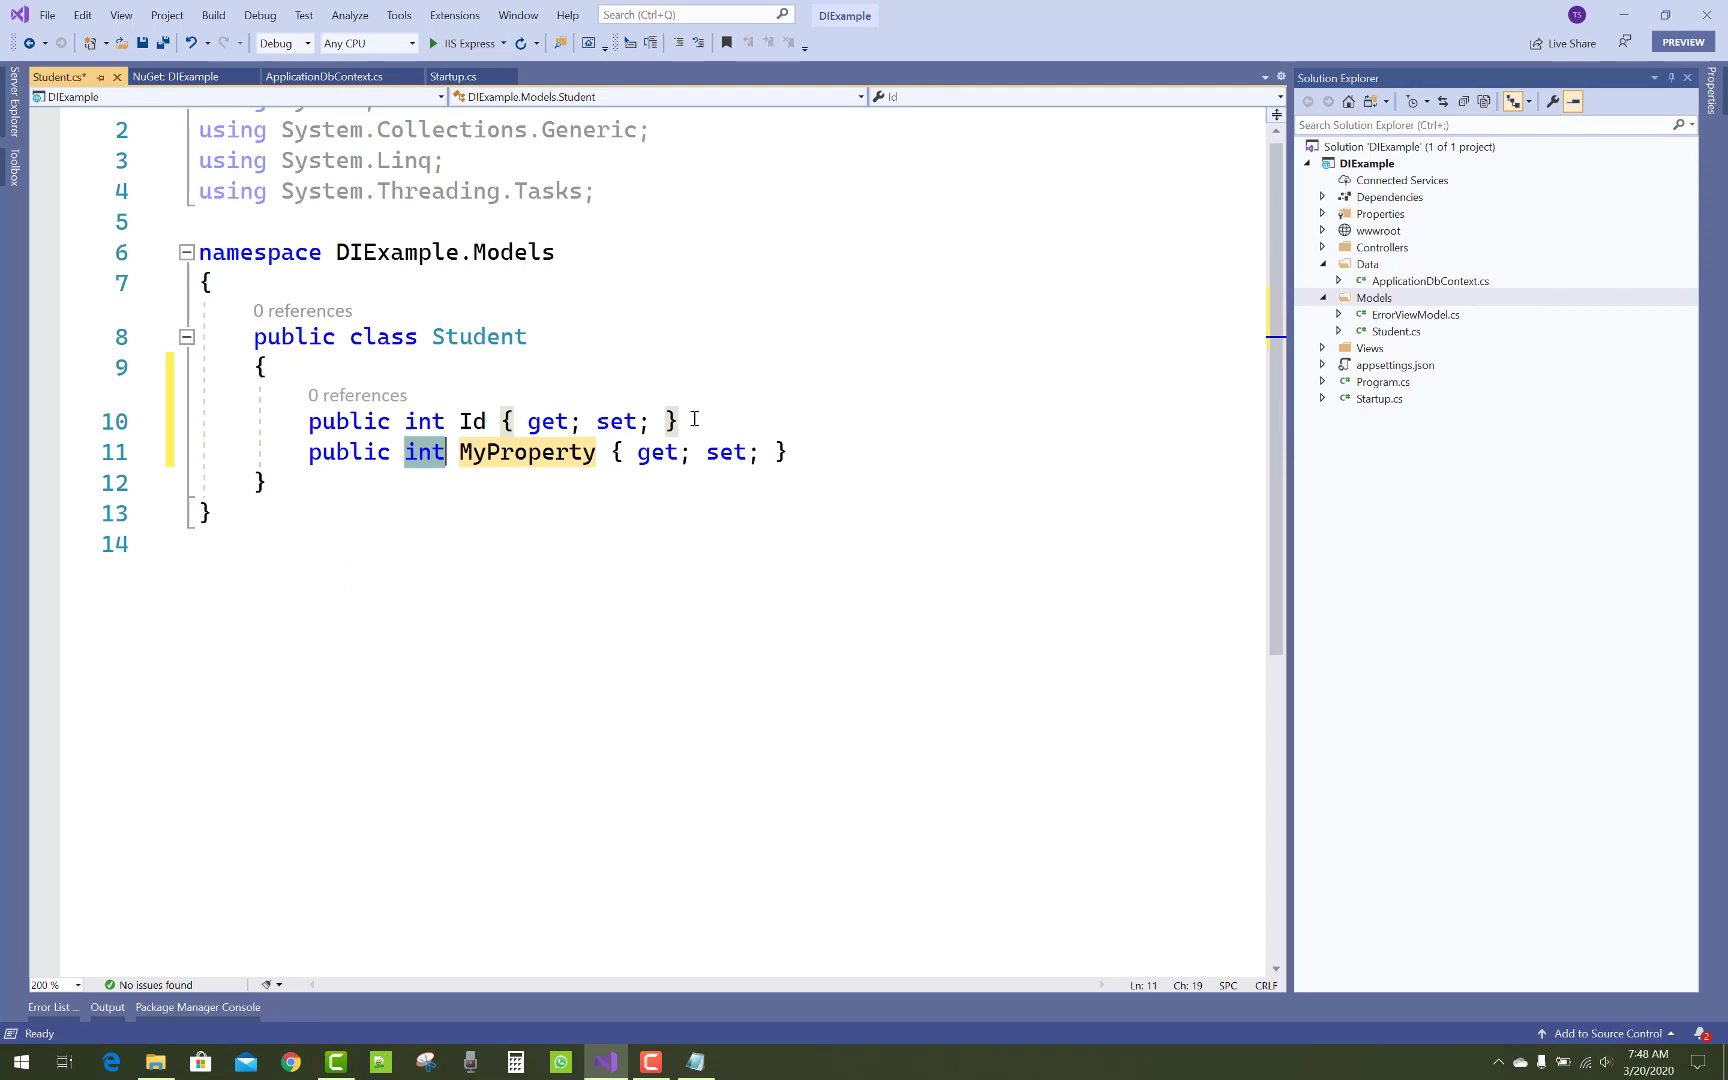 File Edit View Project Build Debug Test Analyze Tools Extensions Window Help Search (Ctrl+Q) DIExample TS
Debug Any CPU IIS Express Live Share PREVIEW
Student.cs* NuGet: DIExample ApplicationDbContext.cs Startup.cs
DIExample DIExample.Models.Student Id
Server Explorer
Toolbox
2 using System.Collections.Generic;
3 using System.Linq;
4 using System.Threading.Tasks;
5
6 namespace DIExample.Models
7 {
0 references
8 public class Student
9 {
0 references
10 public int Id { get; set; }
11 public int MyProperty { get; set; }
12 }
13 }
14
200 % No issues found Ln: 11 Ch: 19 SPC CRLF
Solution Explorer
Search Solution Explorer (Ctrl+;)
Solution 'DIExample' (1 of 1 project)
DIExample
Connected Services
Dependencies
Properties
wwwroot
Controllers
Data
C# ApplicationDbContext.cs
Models
C# ErrorViewModel.cs
C# Student.cs
Views
appsettings.json
C# Program.cs
C# Startup.cs
Properties
Error List ... Output Package Manager Console
Ready Add to Source Control 2
7:48 AM
3/20/2020